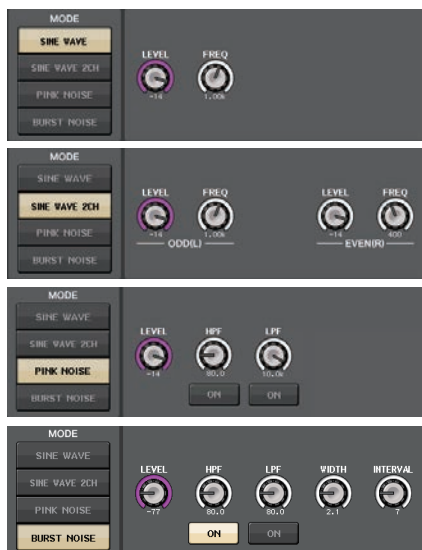 MODE
SINE WAVE
SINE WAVE 2CH
PINK NOISE
BURST NOISE
LEVEL FREQ
-14 1.00k
MODE
SINE WAVE
SINE WAVE 2CH
PINK NOISE
BURST NOISE
LEVEL FREQ LEVEL FREQ
-14 1.00k -14 400
ODD(L) EVEN(R)
MODE
SINE WAVE
SINE WAVE 2CH
PINK NOISE
BURST NOISE
LEVEL HPF LPF
-14 80.0 10.0k
ON ON
MODE
SINE WAVE
SINE WAVE 2CH
PINK NOISE
BURST NOISE
LEVEL HPF LPF WIDTH INTERVAL
-77 80.0 80.0 2.1 7
ON ON